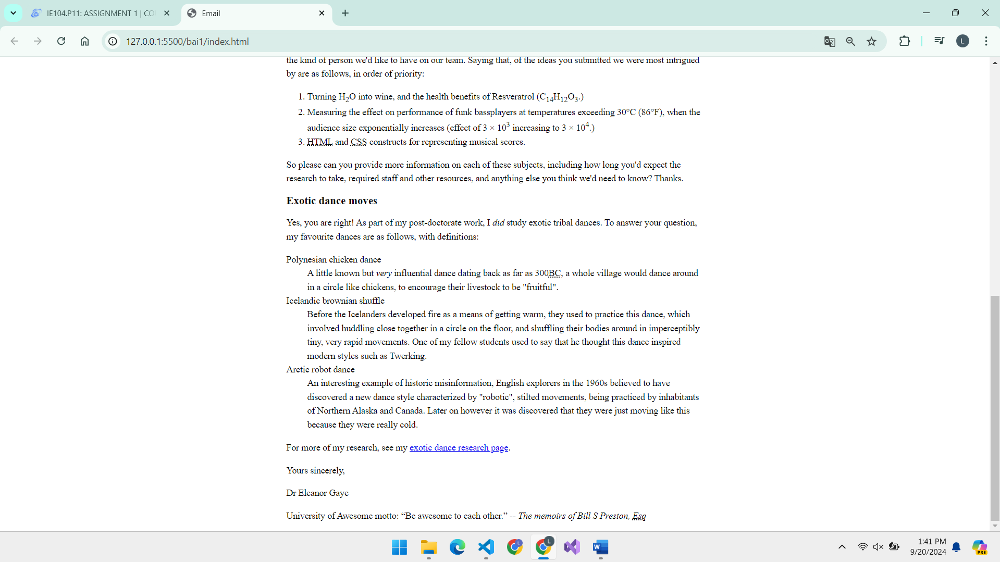 IE104.P11: ASSIGNMENT 1 | CO
Email
127.0.0.1:5500/bai1/index.html
L
the kind of person we'd like to have on our team. Saying that, of the ideas you submitted we were most intrigued
by are as follows, in order of priority:
1. Turning H₂O into wine, and the health benefits of Resveratrol (C₁₄H₁₂O₃.)
2. Measuring the effect on performance of funk bassplayers at temperatures exceeding 30°C (86°F), when the
audience size exponentially increases (effect of 3 × 10³ increasing to 3 × 10⁴.)
3. HTML and CSS constructs for representing musical scores.
So please can you provide more information on each of these subjects, including how long you'd expect the
research to take, required staff and other resources, and anything else you think we'd need to know? Thanks.
Exotic dance moves
Yes, you are right! As part of my post-doctorate work, I did study exotic tribal dances. To answer your question,
my favourite dances are as follows, with definitions:
Polynesian chicken dance
A little known but very influential dance dating back as far as 300BC, a whole village would dance around
in a circle like chickens, to encourage their livestock to be "fruitful".
Icelandic brownian shuffle
Before the Icelanders developed fire as a means of getting warm, they used to practice this dance, which
involved huddling close together in a circle on the floor, and shuffling their bodies around in imperceptibly
tiny, very rapid movements. One of my fellow students used to say that he thought this dance inspired
modern styles such as Twerking.
Arctic robot dance
An interesting example of historic misinformation, English explorers in the 1960s believed to have
discovered a new dance style characterized by "robotic", stilted movements, being practiced by inhabitants
of Northern Alaska and Canada. Later on however it was discovered that they were just moving like this
because they were really cold.
For more of my research, see my exotic dance research page.
Yours sincerely,
Dr Eleanor Gaye
University of Awesome motto: “Be awesome to each other.” -- The memoirs of Bill S Preston, Esq
L
L
W
1:41 PM
9/20/2024
PRE